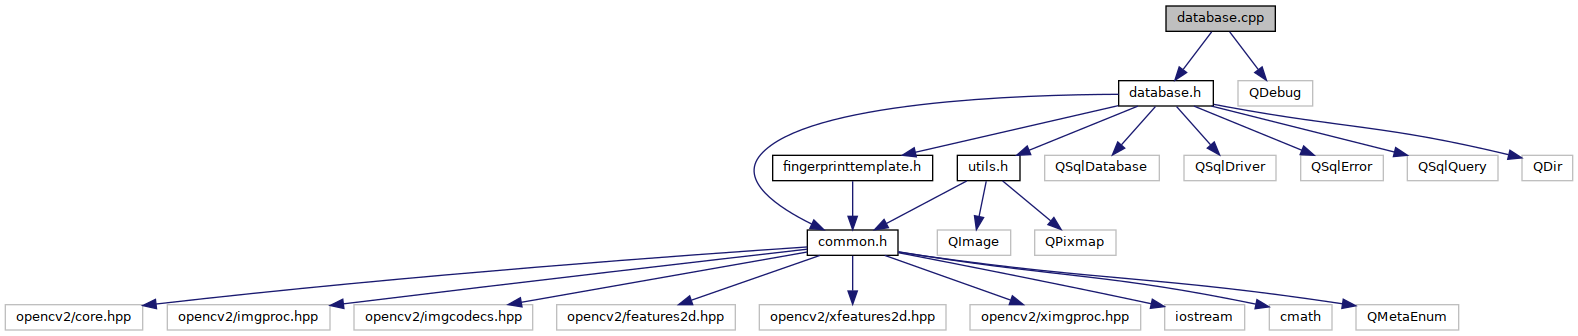 database.cpp
database.h
QDebug
fingerprinttemplate.h
utils.h
QSqlDatabase
QSqlDriver
QSqlError
QSqlQuery
QDir
common.h
QImage
QPixmap
opencv2/core.hpp
opencv2/imgproc.hpp
opencv2/imgcodecs.hpp
opencv2/features2d.hpp
opencv2/xfeatures2d.hpp
opencv2/ximgproc.hpp
iostream
cmath
QMetaEnum